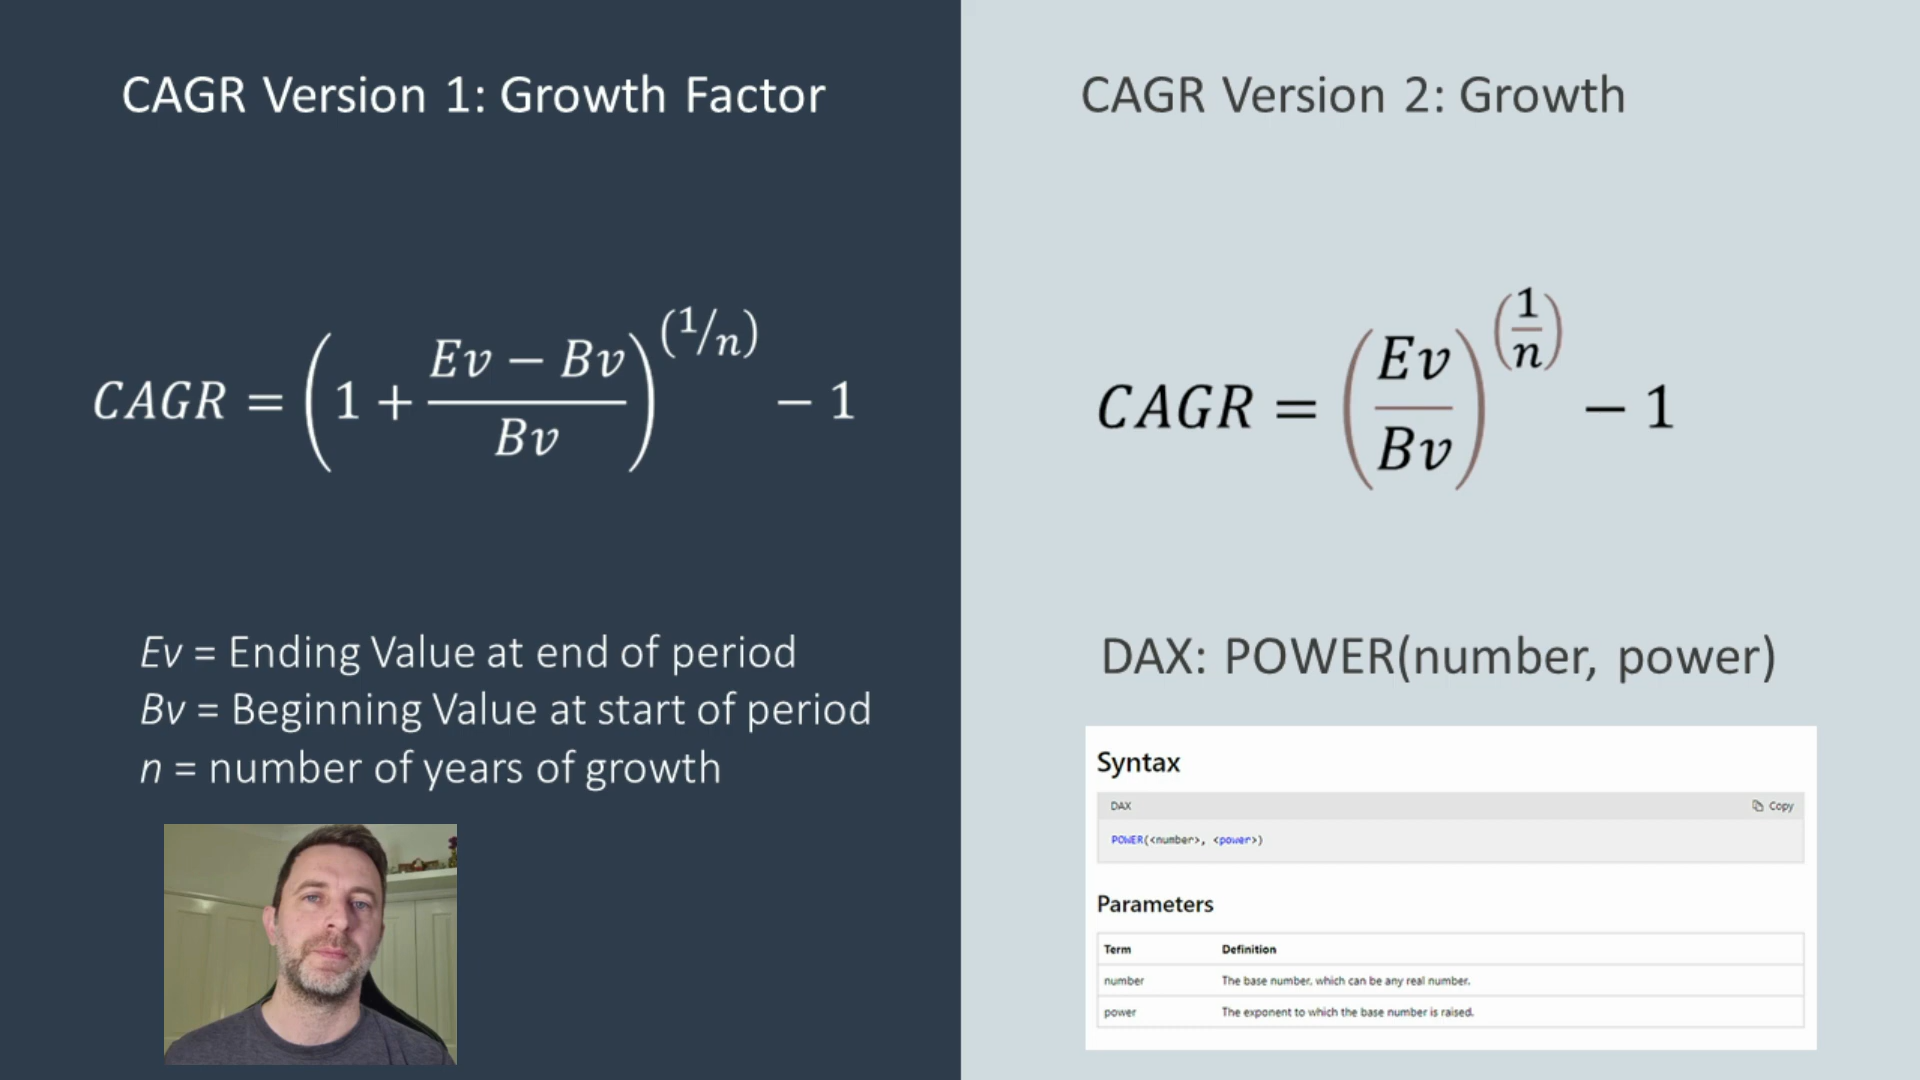 CAGR Version 1: Growth Factor
CAGR = (1 + (Ev − Bv)/Bv)^(1/n) − 1
Ev = Ending Value at end of period
Bv = Beginning Value at start of period
n = number of years of growth
CAGR Version 2: Growth
CAGR = (Ev/Bv)^(1/n) − 1
DAX: POWER(number, power)
Syntax
DAX Copy
POWER(<number>, <power>)
Parameters
Term Definition
number The base number, which can be any real number.
power The exponent to which the base number is raised.